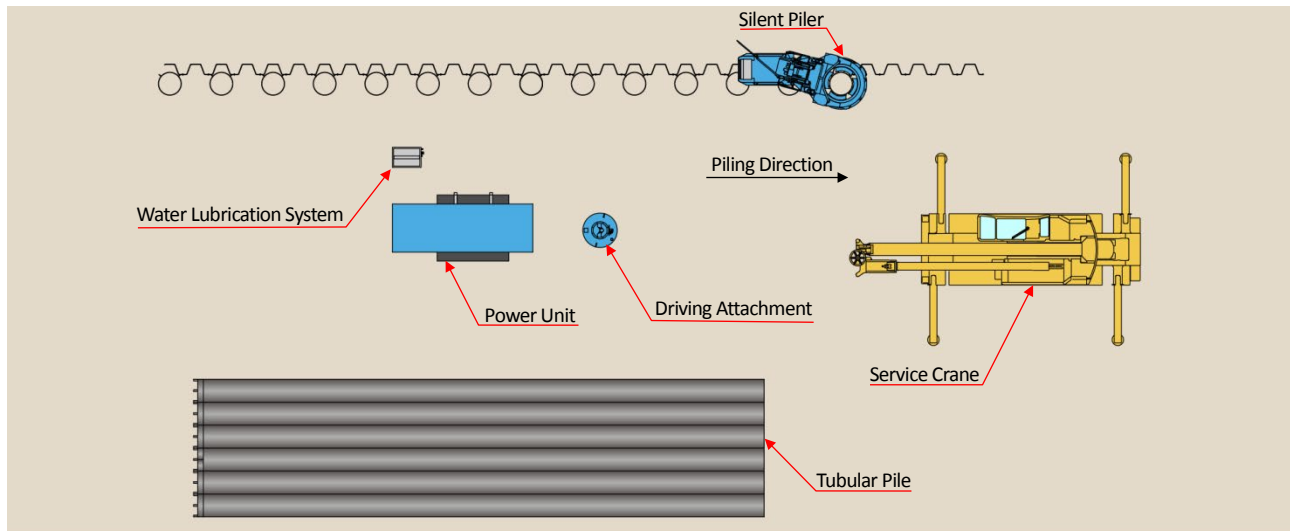 Silent Piler
Piling Direction
Water Lubrication System
Power Unit
Driving Attachment
Service Crane
Tubular Pile